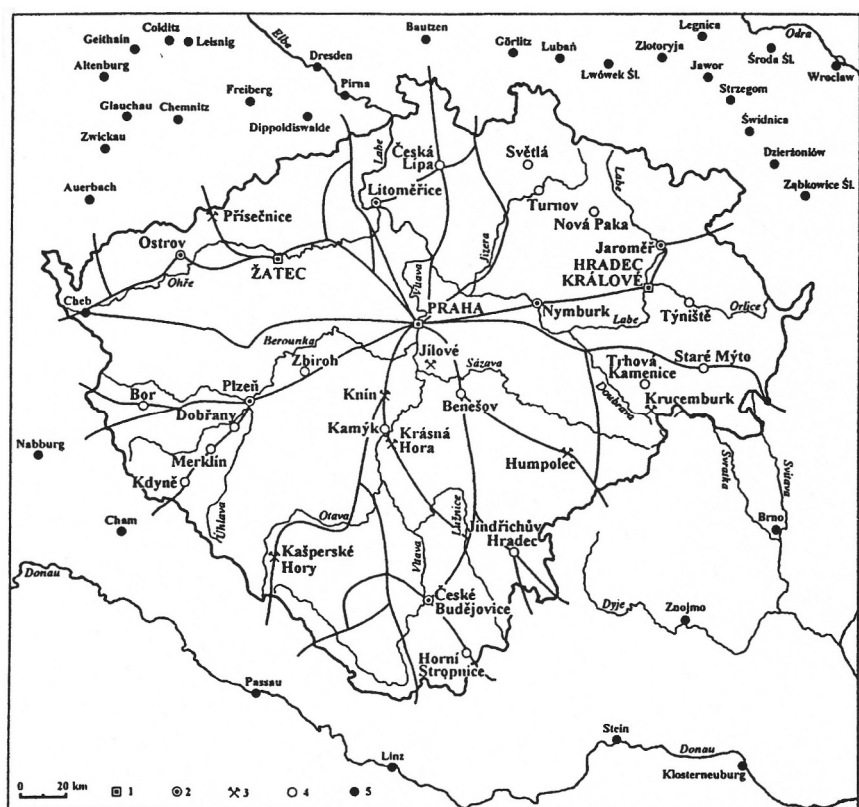 Legnica
Colditz
Bautzen
Odra
Geithain
Leisnig
Elbe
Görlitz
Lubań
Złotoryja
Środa Śl.
Dresden
Altenburg
Lwówek Śl.
Jawor
Wrocław
Pirna
Strzegom
Freiberg
Glauchau
Chemnitz
Dippoldiswalde
Świdnica
Zwickau
Labe
Česká
Lípa
Světlá
Dzierżoniów
Labe
Auerbach
Litoměřice
Turnov
Ząbkowice Śl.
Přísečnice
Nová Paka
Ostrov
Jizera
Jaroměř
ŽATEC
HRADEC
KRÁLOVÉ
Ohře
Vltava
Cheb
PRAHA
Nymburk
Týniště
Orlice
Labe
Berounka
Jílové
Zbiroh
Sázava
Trhová
Kamenice
Staré Mýto
Plzeň
Knín
Doubrava
Bor
Benešov
Krucemburk
Dobřany
Kamýk
Krásná
Hora
Nabburg
Merklín
Humpolec
Svratka
Svitava
Kdyně
Úhlava
Otava
Lužnice
Cham
Jindřichův
Hradec
Brno
Vltava
Kašperské
Hory
Donau
České
Budějovice
Dyje
Znojmo
Horní
Stropnice
Passau
Stein
Donau
Linz
Klosterneuburg
0 20 km 1 2 3 4 5